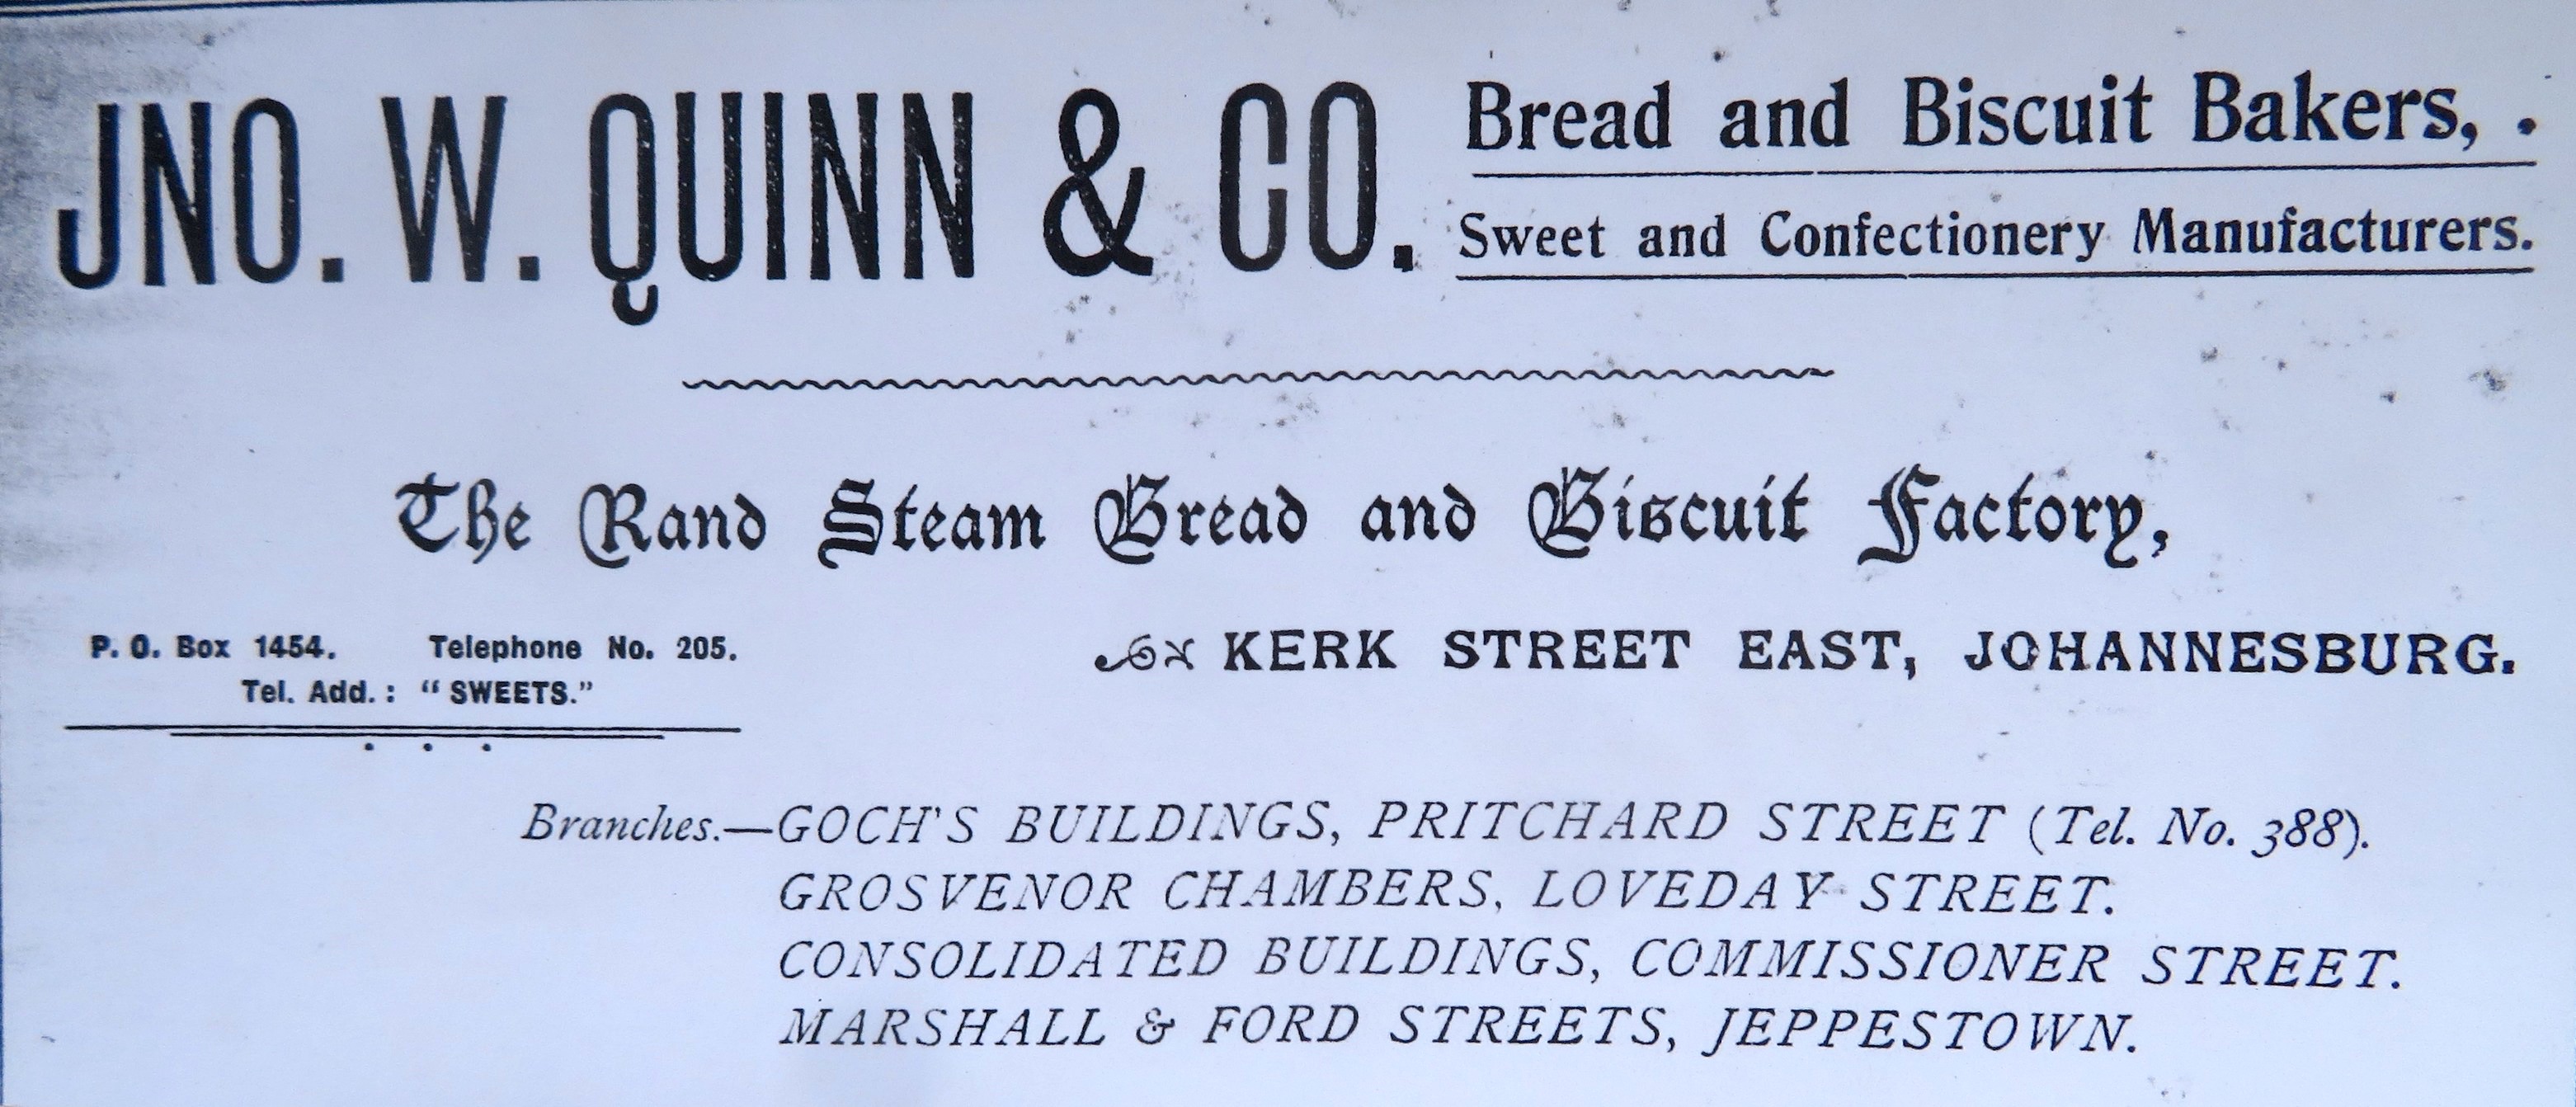 JNO. W. QUINN & CO.
Bread and Biscuit Bakers, .
Sweet and Confectionery Manufacturers.
The Rand Steam Bread and Biscuit Factory,
P. O. Box 1454. Telephone No. 205.
Tel. Add. : "SWEETS."
KERK STREET EAST, JOHANNESBURG.
Branches.—GOCH'S BUILDINGS, PRITCHARD STREET (Tel. No. 388).
GROSVENOR CHAMBERS, LOVEDAY STREET.
CONSOLIDATED BUILDINGS, COMMISSIONER STREET.
MARSHALL & FORD STREETS, JEPPESTOWN.